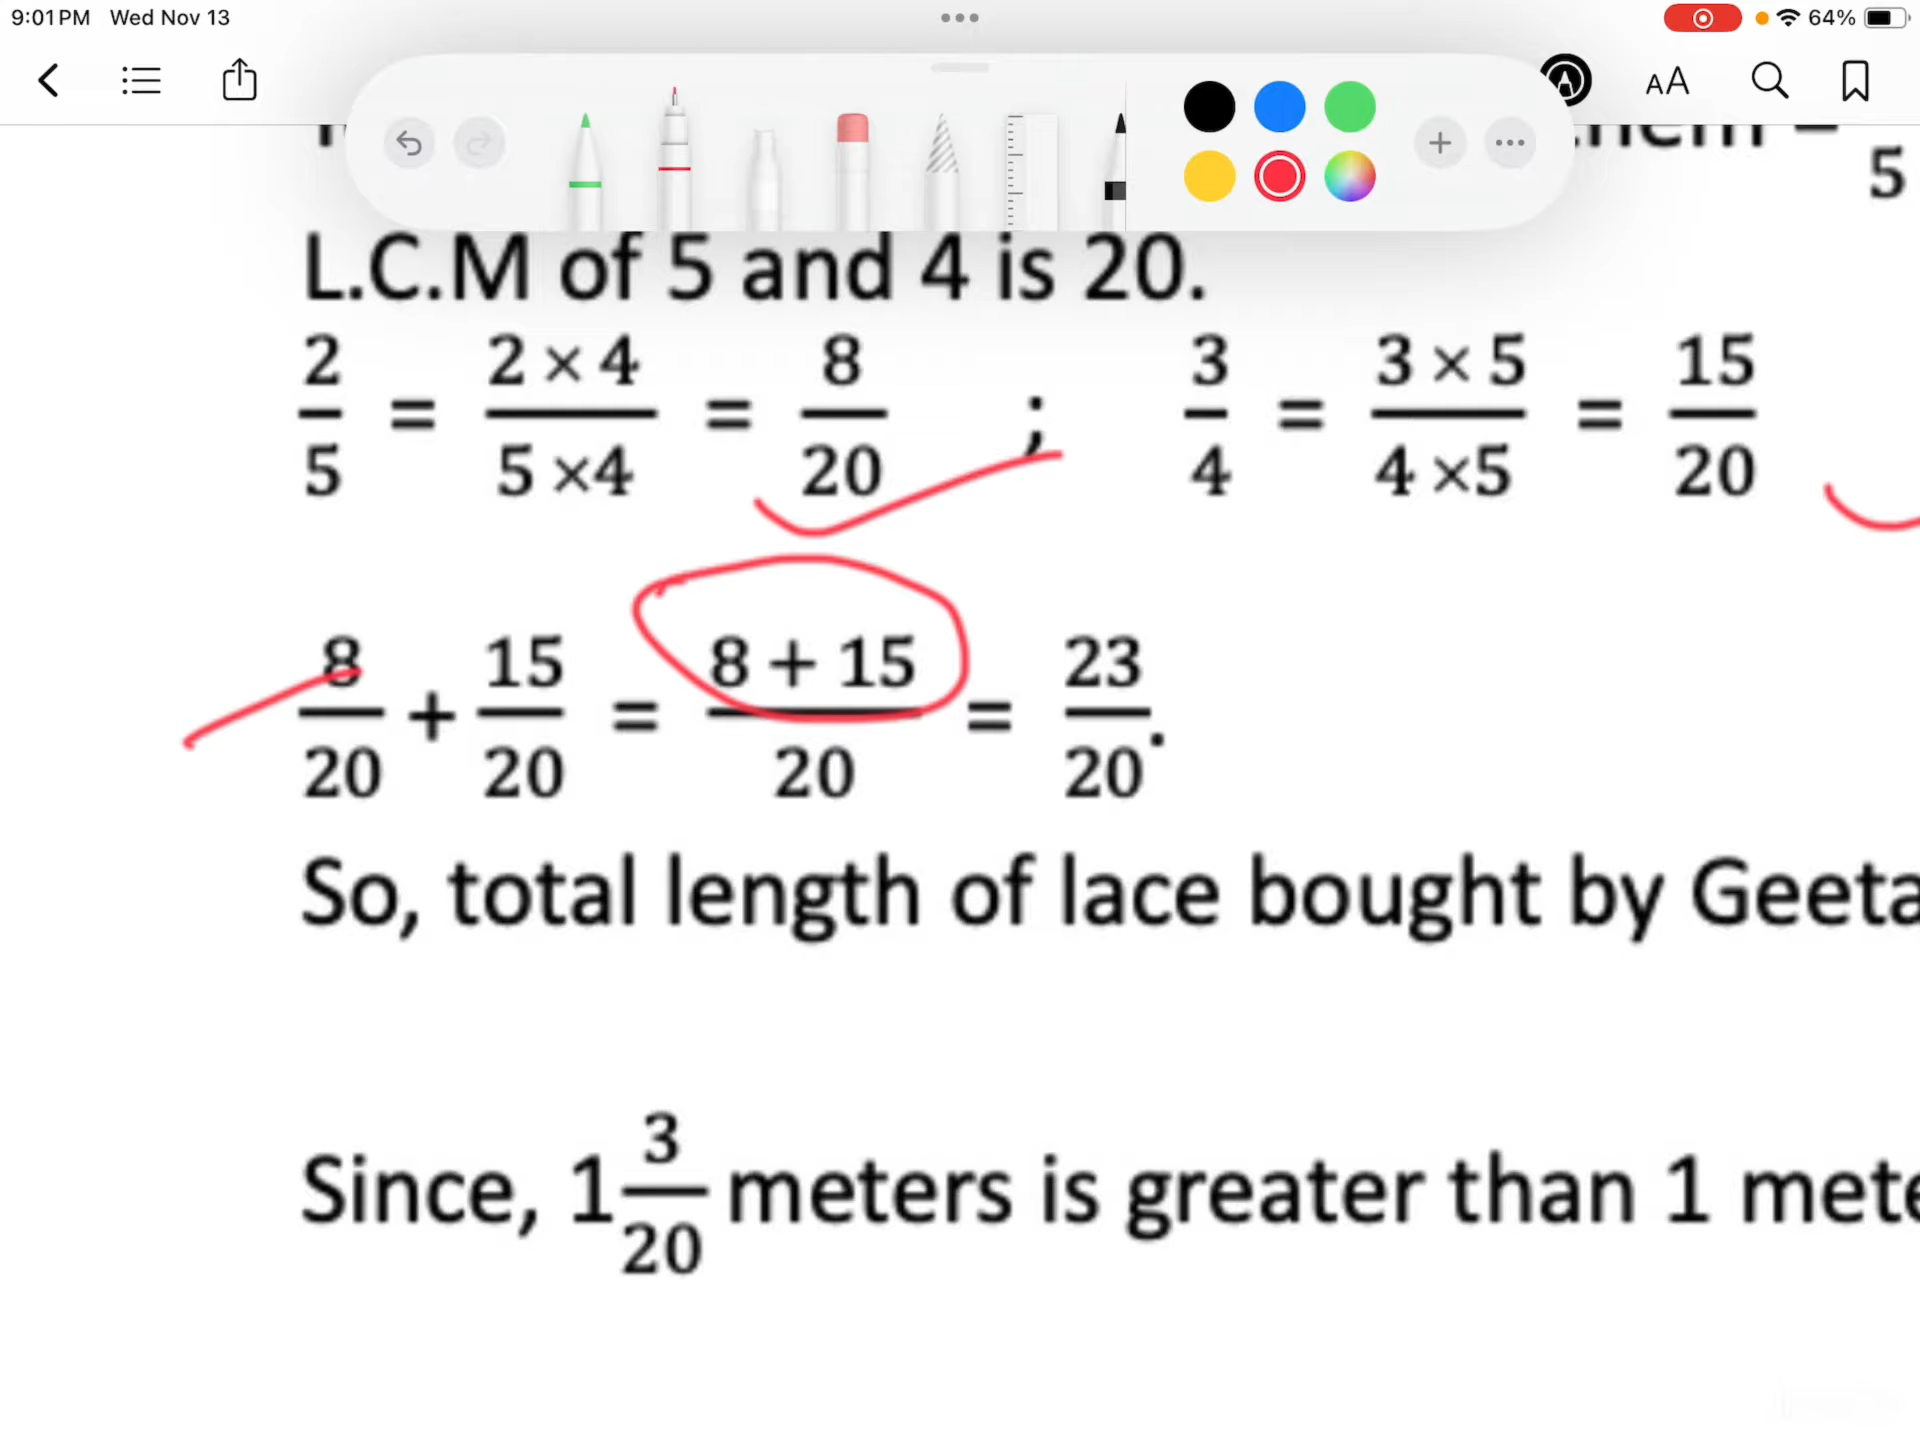 9:01 PM Wed Nov 13
64%
AA
5
L.C.M of 5 and 4 is 20.
2/5 = 2 × 4/5 ×4 = 8/20 ; 3/4 = 3 × 5/4 ×5 = 15/20
8/20 + 15/20 = 8 + 15/20 = 23/20.
So, total length of lace bought by Geeta
Since, 1 3/20 meters is greater than 1 mete